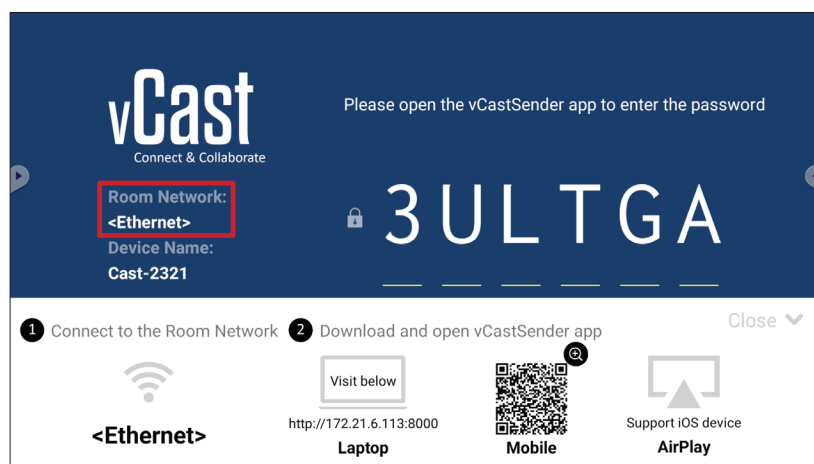 vCast
Connect & Collaborate
Please open the vCastSender app to enter the password
Room Network:
<Ethernet>
Device Name:
Cast-2321
3ULTGA
1 Connect to the Room Network
<Ethernet>
2 Download and open vCastSender app
Close
Visit below
http://172.21.6.113:8000
Laptop
Mobile
Support iOS device
AirPlay